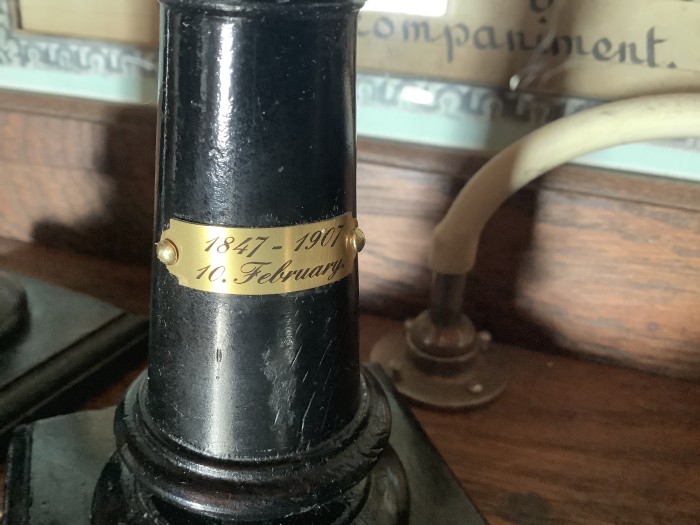 companiment.
1847 - 1907
10. February.